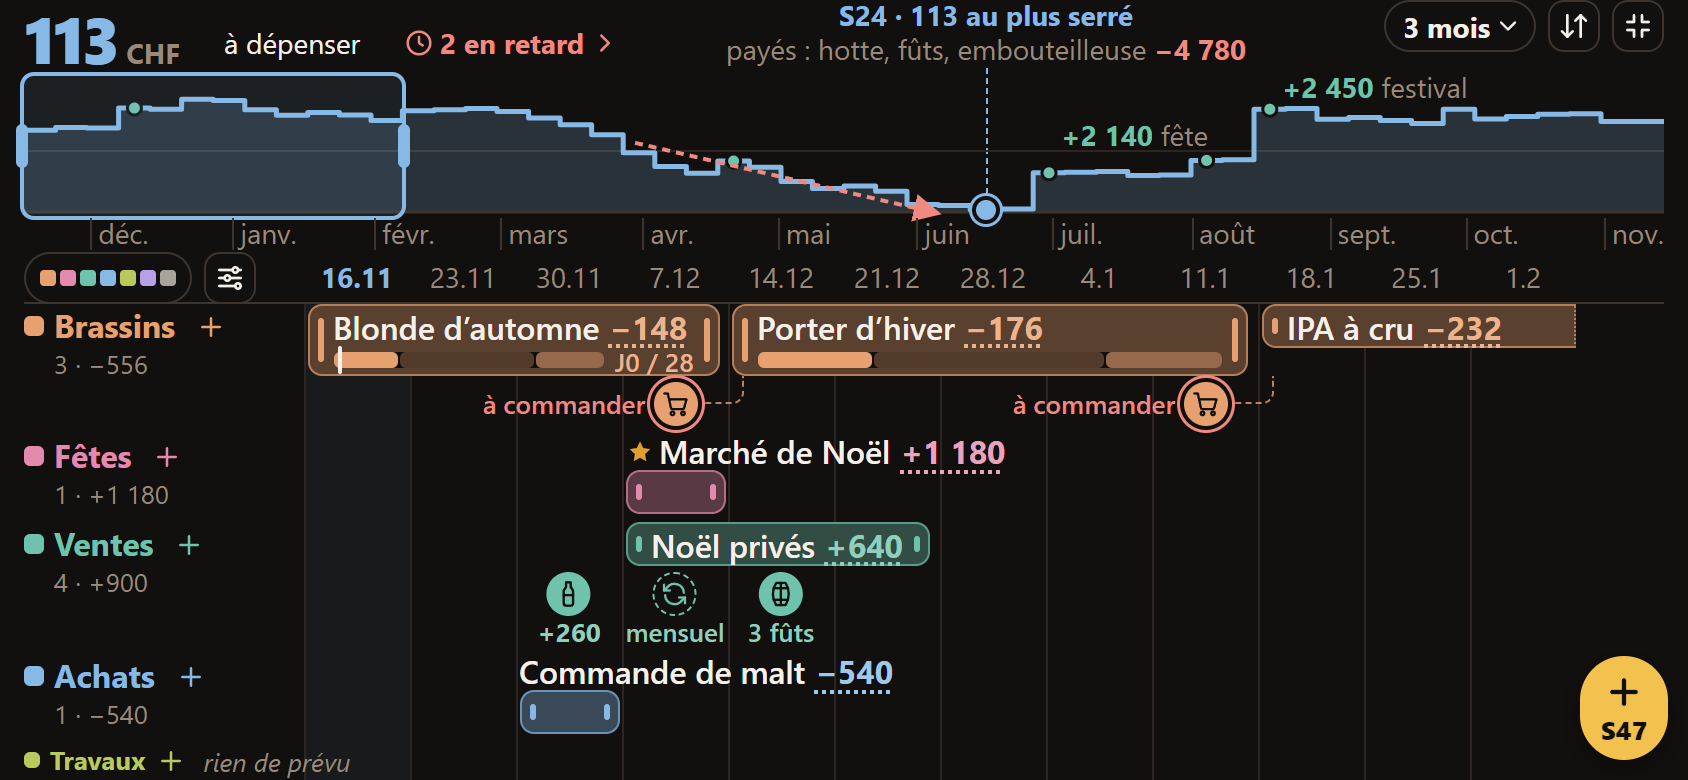 113 CHF à dépenser
2 en retard
S24 · 113 au plus serré
payés : hotte, fûts, embouteilleuse −4 780
3 mois
+2 450 festival
+2 140 fête
déc. janv. févr. mars avr. mai juin juil. août sept. oct. nov.
16.11 23.11 30.11 7.12 14.12 21.12 28.12 4.1 11.1 18.1 25.1 1.2
Brassins +
3 · −556
Blonde d’automne −148
J0 / 28
Porter d’hiver −176
IPA à cru −232
à commander
à commander
Fêtes +
1 · +1 180
Marché de Noël +1 180
Ventes +
4 · +900
Noël privés +640
+260 mensuel 3 fûts
Achats +
1 · −540
Commande de malt −540
Travaux + rien de prévu
+
S47